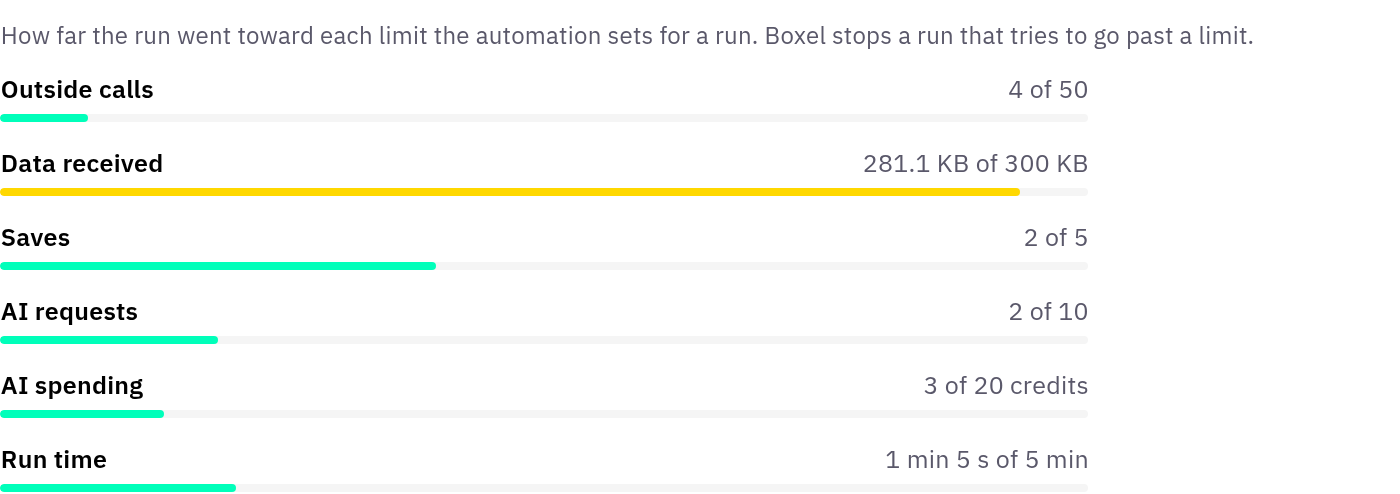 How far the run went toward each limit the automation sets for a run. Boxel stops a run that tries to go past a limit.
Outside calls 4 of 50
Data received 281.1 KB of 300 KB
Saves 2 of 5
AI requests 2 of 10
AI spending 3 of 20 credits
Run time 1 min 5 s of 5 min